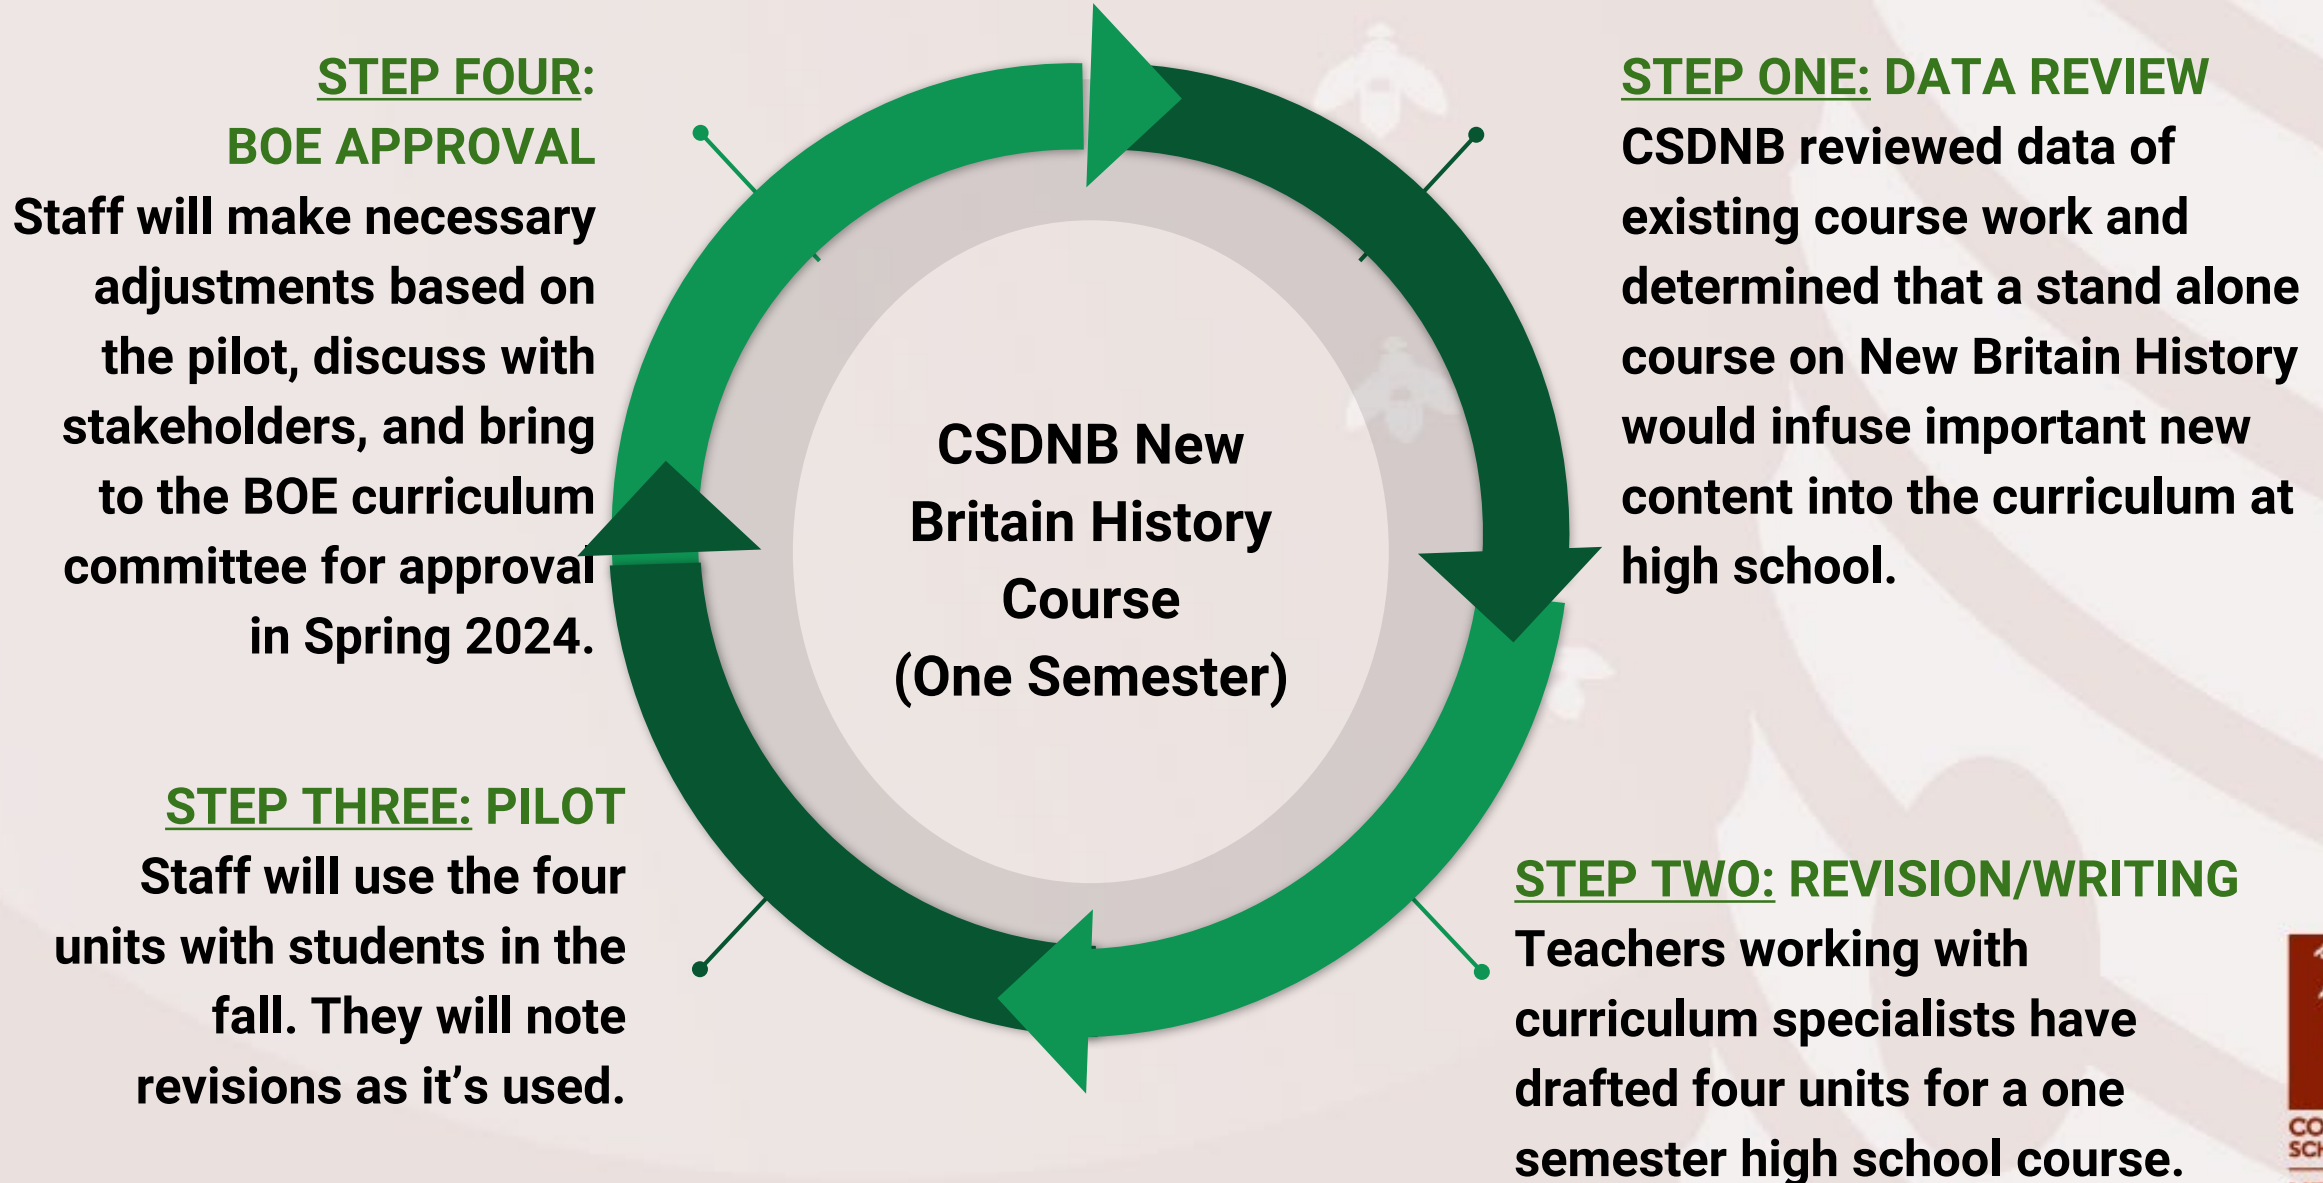 STEP FOUR:
BOE APPROVAL
Staff will make necessary
adjustments based on
the pilot, discuss with
stakeholders, and bring
to the BOE curriculum
committee for approval
in Spring 2024.
STEP ONE: DATA REVIEW
CSDNB reviewed data of
existing course work and
determined that a stand alone
course on New Britain History
would infuse important new
content into the curriculum at
high school.
CSDNB New
Britain History
Course
(One Semester)
STEP THREE: PILOT
Staff will use the four
units with students in the
fall. They will note
revisions as it’s used.
STEP TWO: REVISION/WRITING
Teachers working with
curriculum specialists have
drafted four units for a one
semester high school course.